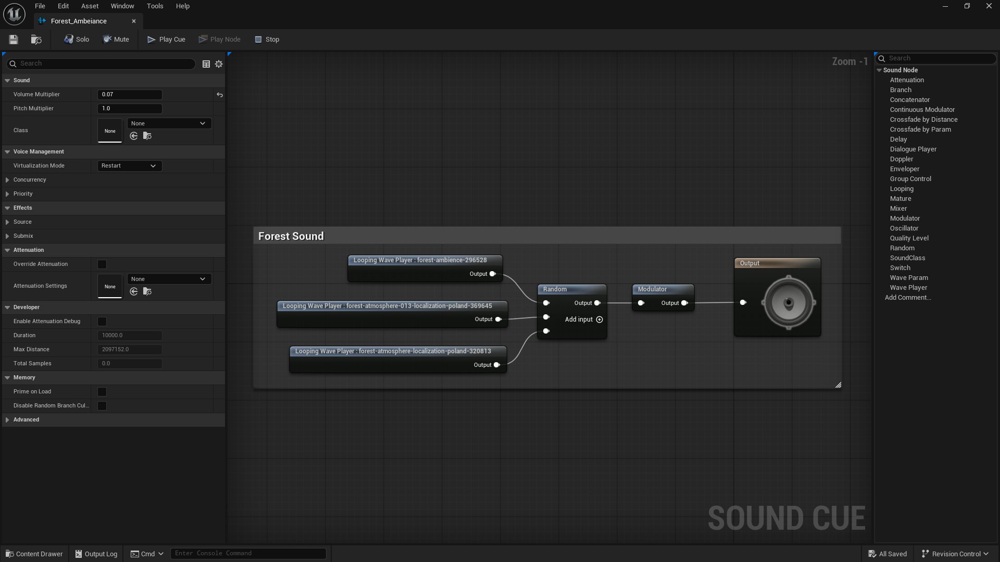 File Edit Asset Window Tools Help
Forest_Ambeiance
Solo Mute Play Cue Play Node Stop
Search
Sound
Volume Multiplier 0.07
Pitch Multiplier 1.0
Class None None
Voice Management
Virtualization Mode Restart
Concurrency
Priority
Effects
Source
Submix
Attenuation
Override Attenuation
Attenuation Settings None None
Developer
Enable Attenuation Debug
Duration 10000.0
Max Distance 2097152.0
Total Samples 0.0
Memory
Prime on Load
Disable Random Branch Cul...
Advanced
Zoom -1
Forest Sound
Looping Wave Player : forest-ambience-296528
Output
Looping Wave Player : forest-atmosphere-013-localization-poland-369645
Output
Looping Wave Player : forest-atmosphere-localization-poland-320813
Output
Random
Output
Add input
Modulator
Output
Output
SOUND CUE
Search
Sound Node
Attenuation
Branch
Concatenator
Continuous Modulator
Crossfade by Distance
Crossfade by Param
Delay
Dialogue Player
Doppler
Enveloper
Group Control
Looping
Mature
Mixer
Modulator
Oscillator
Quality Level
Random
SoundClass
Switch
Wave Param
Wave Player
Add Comment...
Content Drawer Output Log Cmd Enter Console Command All Saved Revision Control